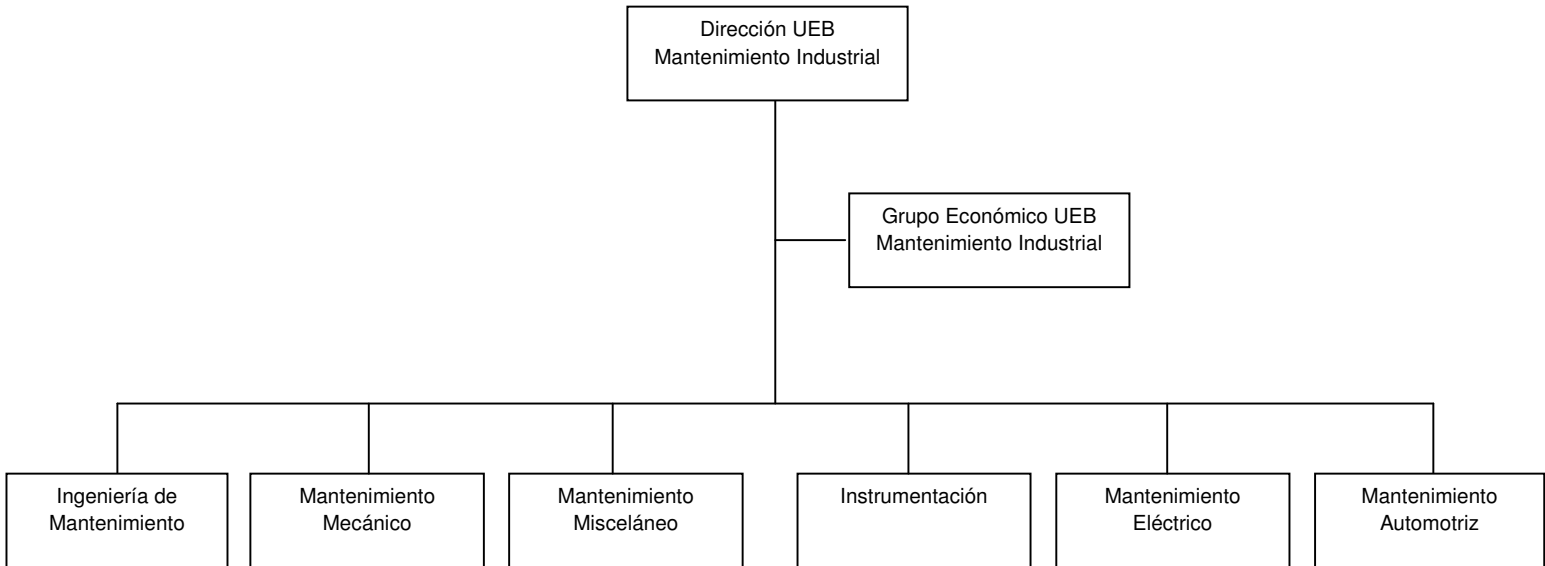 Dirección UEB
Mantenimiento Industrial
Grupo Económico UEB
Mantenimiento Industrial
Ingeniería de
Mantenimiento
Mantenimiento
Mecánico
Mantenimiento
Misceláneo
Instrumentación
Mantenimiento
Eléctrico
Mantenimiento
Automotriz